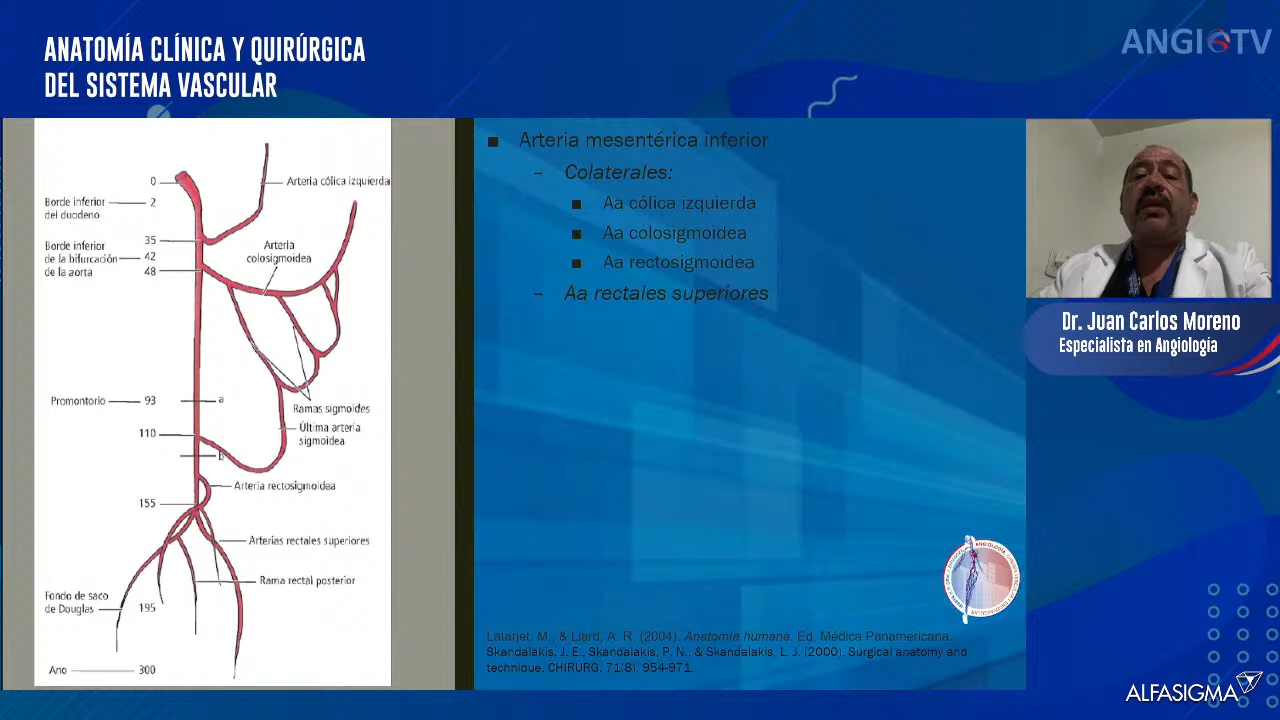 ANATOMÍA CLÍNICA Y QUIRÚRGICA
DEL SISTEMA VASCULAR
ANGIOTV
0
Arteria cólica izquierda
Borde inferior
del duodeno
2
35
Borde inferior
de la bifurcación
de la aorta
42
48
Arteria
colosigmoidea
Promontorio
93
a
Ramas sigmoides
110
Última arteria
sigmoidea
b
Arteria rectosigmoidea
155
Arterias rectales superiores
Rama rectal posterior
Fondo de saco
de Douglas
195
Ano
300
■ Arteria mesentérica inferior
– Colaterales:
■ Aa cólica izquierda
■ Aa colosigmoidea
■ Aa rectosigmoidea
– Aa rectales superiores
Latarjet, M., & Liard, A. R. (2004). Anatomía humana. Ed. Médica Panamericana.
Skandalakis, J. E., Skandalakis, P. N., & Skandalakis, L. J. (2000). Surgical anatomy and
technique. CHIRURG, 71(8), 954-971.
Dr. Juan Carlos Moreno
Especialista en Angiología
ALFASIGMA